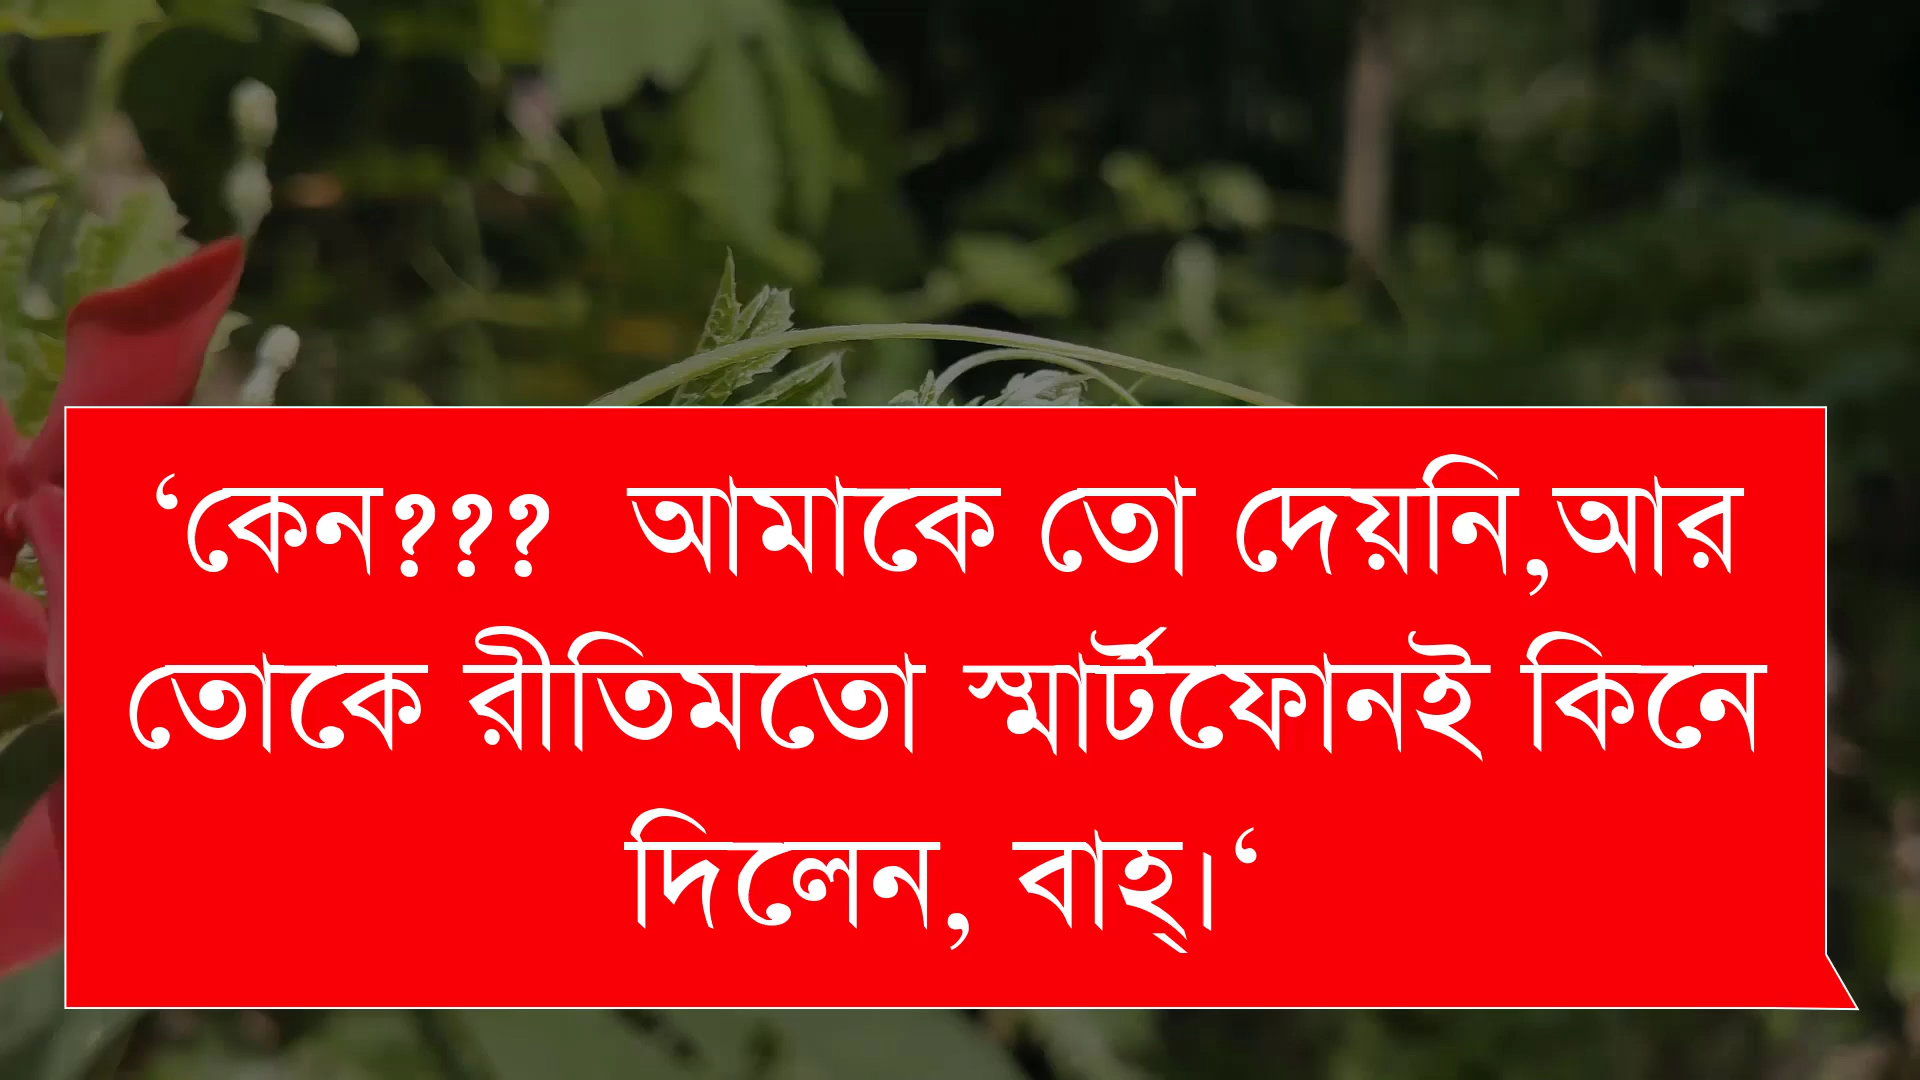 ‘কেন???  আমাকে তো দেয়নি,আর
তোকে রীতিমতো স্মার্টফোনই কিনে
দিলেন, বাহ্।‘